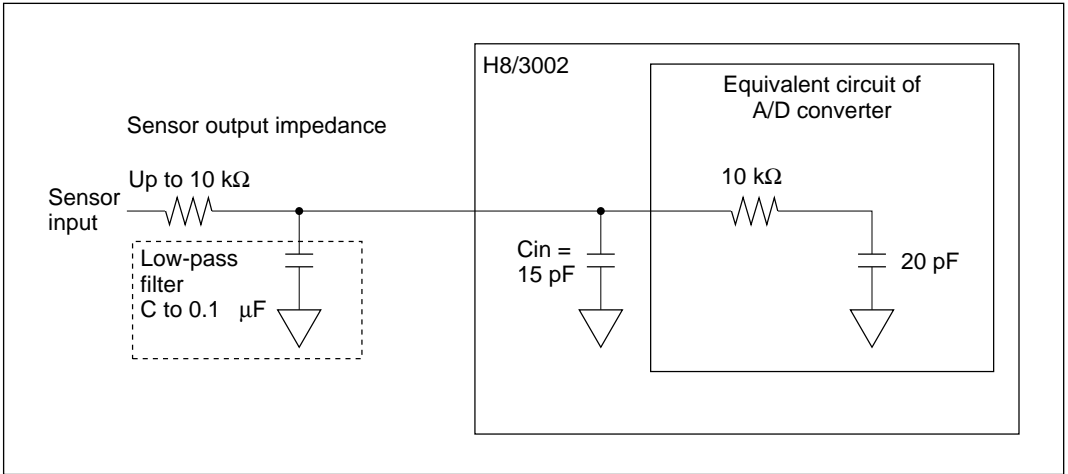 H8/3002
Equivalent circuit of
A/D converter
Sensor output impedance
Up to 10 kΩ
10 kΩ
Sensor
input
Low-pass
filter
C to 0.1 μF
Cin =
15 pF
20 pF